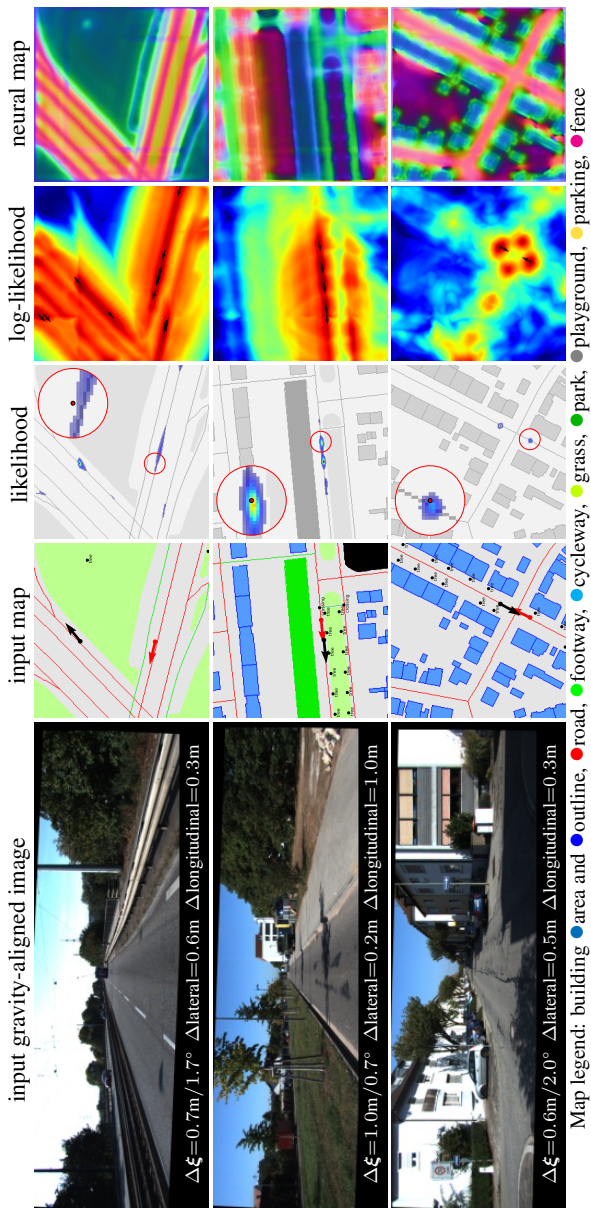 input gravity-aligned image
input map
likelihood
log-likelihood
neural map
Δξ=0.7m/1.7° Δlateral=0.6m Δlongitudinal=0.3m
Δξ=1.0m/0.7° Δlateral=0.2m Δlongitudinal=1.0m
Δξ=0.6m/2.0° Δlateral=0.5m Δlongitudinal=0.3m
Map legend: building area and outline, road, footway, cycleway, grass, park, playground, parking, fence